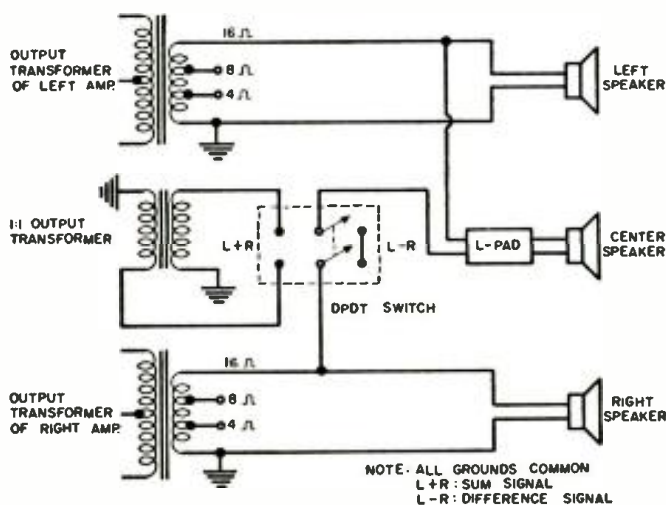 OUTPUT
TRANSFORMER
OF LEFT AMP.
16 Ω
8 Ω
4 Ω
LEFT
SPEAKER
1:1 OUTPUT
TRANSFORMER
L+R
L-R
L-PAD
CENTER
SPEAKER
DPDT SWITCH
OUTPUT
TRANSFORMER
OF RIGHT AMP.
16 Ω
8 Ω
4 Ω
RIGHT
SPEAKER
NOTE. ALL GROUNDS COMMON
L+R: SUM SIGNAL
L-R: DIFFERENCE SIGNAL